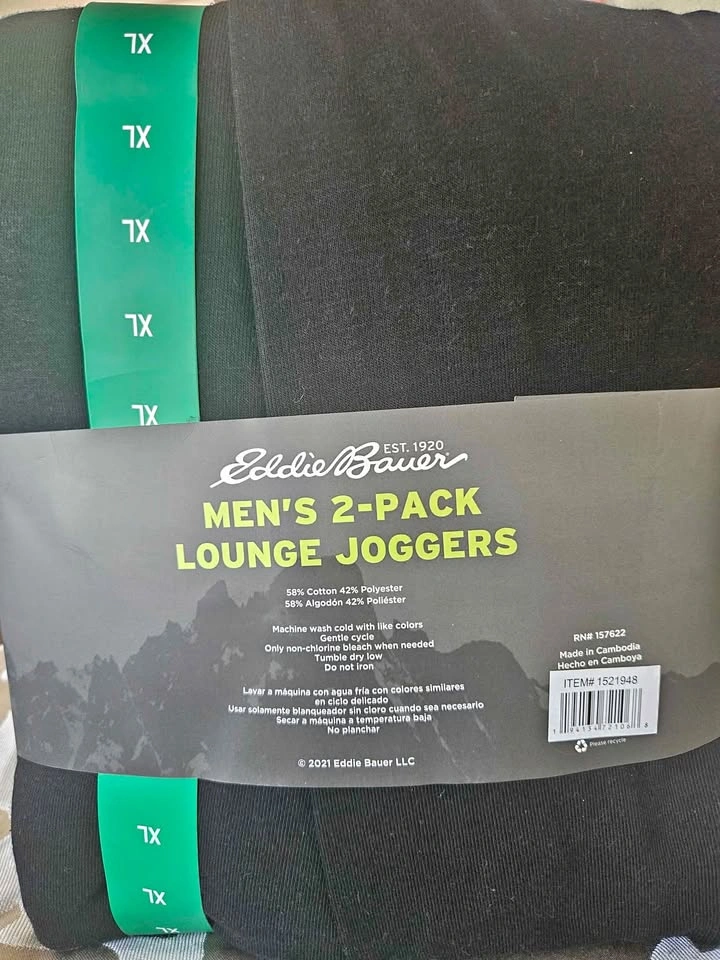 XL
XL
XL
XL
XL
Eddie Bauer EST. 1920
MEN'S 2-PACK
LOUNGE JOGGERS
58% Cotton 42% Polyester
58% Algodón 42% Poliéster
Machine wash cold with like colors
Gentle cycle
Only non-chlorine bleach when needed
Tumble dry low
Do not iron
Lavar a máquina con agua fría con colores similares
en ciclo delicado
Usar solamente blanqueador sin cloro cuando sea necesario
Secar a máquina a temperatura baja
No planchar
© 2021 Eddie Bauer LLC
RN# 157622
Made in Cambodia
Hecho en Camboya
ITEM# 1521948
1 94134 72106 8
Please recycle
XL
XL
XL